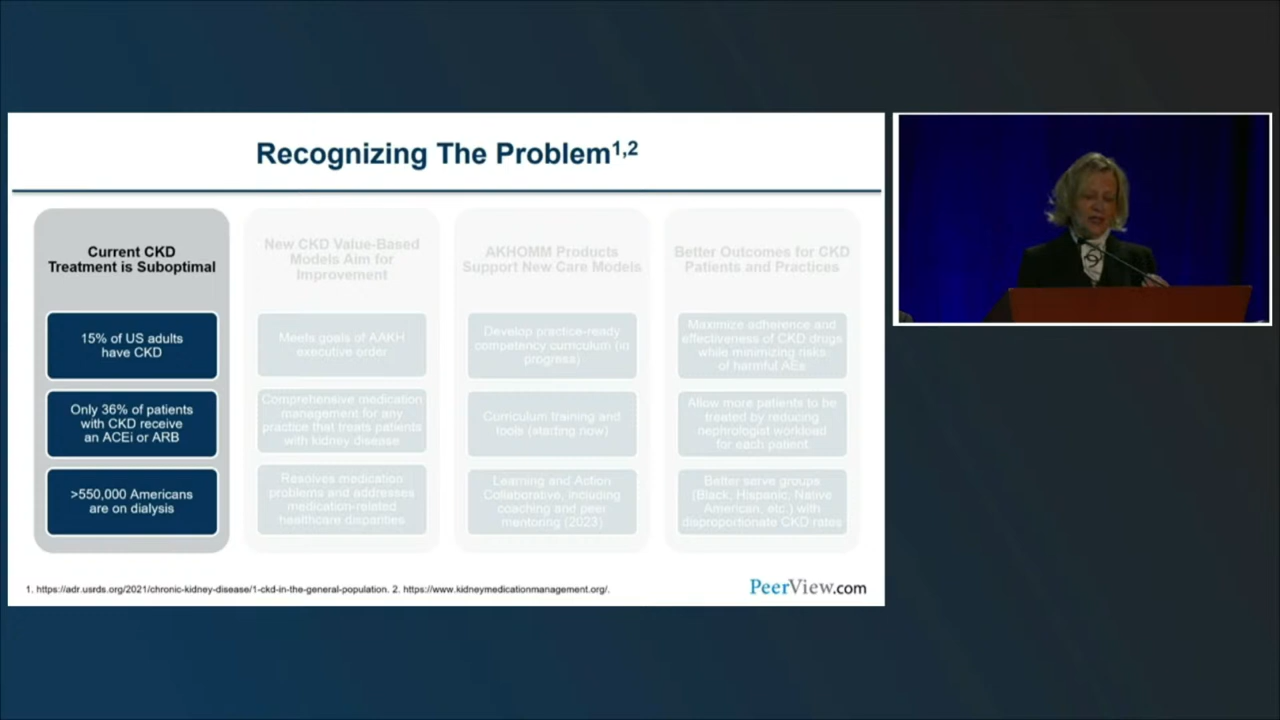 Recognizing The Problem1,2
Current CKD
Treatment is Suboptimal
15% of US adults
have CKD
Only 36% of patients
with CKD receive
an ACEi or ARB
>550,000 Americans
are on dialysis
New CKD Value-Based
Models Aim for
Improvement
Meets goals of AAKH
executive order
Comprehensive medication
management for any
practice that treats patients
with kidney disease
Resolves medication
problems and addresses
medication-related
healthcare disparities
AKHOMM Products
Support New Care Models
Develop practice-ready
competency curriculum (in
progress)
Curriculum training and
tools (starting now)
Learning and Action
Collaborative, including
coaching and peer
mentoring (2023)
Better Outcomes for CKD
Patients and Practices
Maximize adherence and
effectiveness of CKD drugs
while minimizing risks
of harmful AEs
Allow more patients to be
treated by reducing
nephrologist workload
for each patient
Better serve groups
(Black, Hispanic, Native
American, etc.) with
disproportionate CKD rates
1. https://adr.usrds.org/2021/chronic-kidney-disease/1-ckd-in-the-general-population. 2. https://www.kidneymedicationmanagement.org/.
PeerView.com